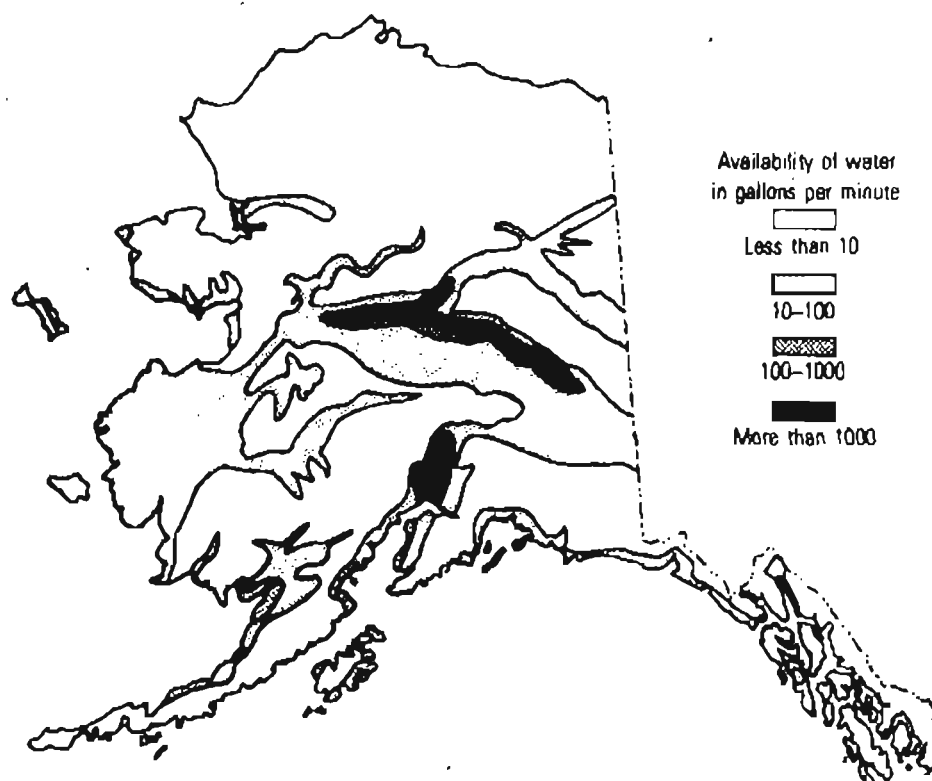 Availability of water
in gallons per minute
Less than 10
10–100
100–1000
More than 1000